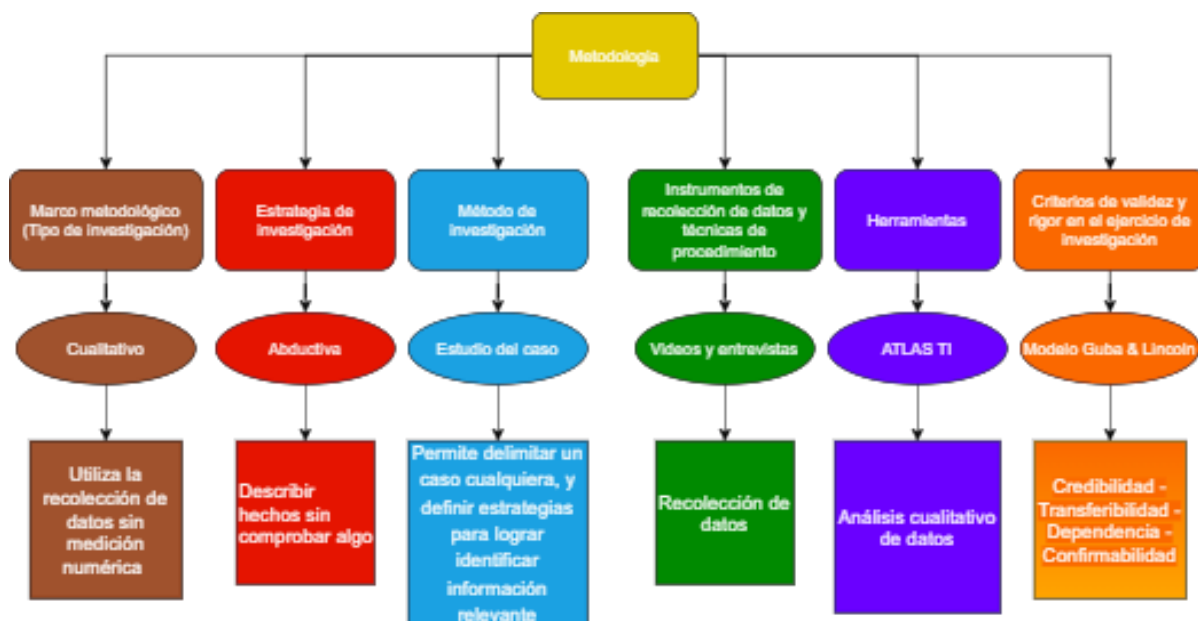 Metodología
Marco metodológico
(Tipo de investigación)
Estrategia de
investigación
Método de
investigación
Instrumentos de
recolección de datos y
técnicas de
procedimiento
Herramientas
Criterios de validez y
rigor en el ejercicio de
investigación
Cualitativo
Abductiva
Estudio del caso
Videos y entrevistas
ATLAS TI
Modelo Guba & Lincoln
Utiliza la
recolección de
datos sin
medición
numérica
Describir
hechos sin
comprobar algo
Permite delimitar un
caso cualquiera, y
definir estrategias
para lograr
identificar
información
relevante
Recolección de
datos
Análisis cualitativo
de datos
Credibilidad -
Transferibilidad -
Dependencia -
Confirmabilidad